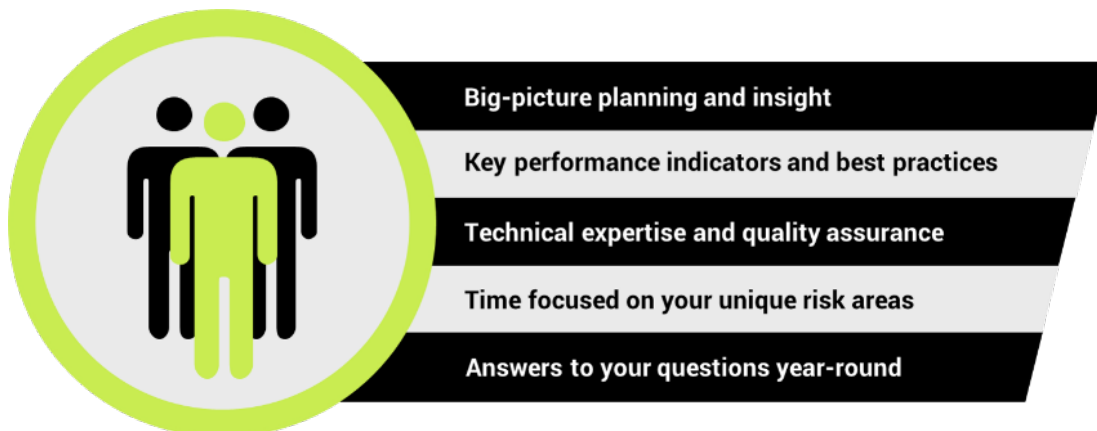 Big-picture planning and insight
Key performance indicators and best practices
Technical expertise and quality assurance
Time focused on your unique risk areas
Answers to your questions year-round